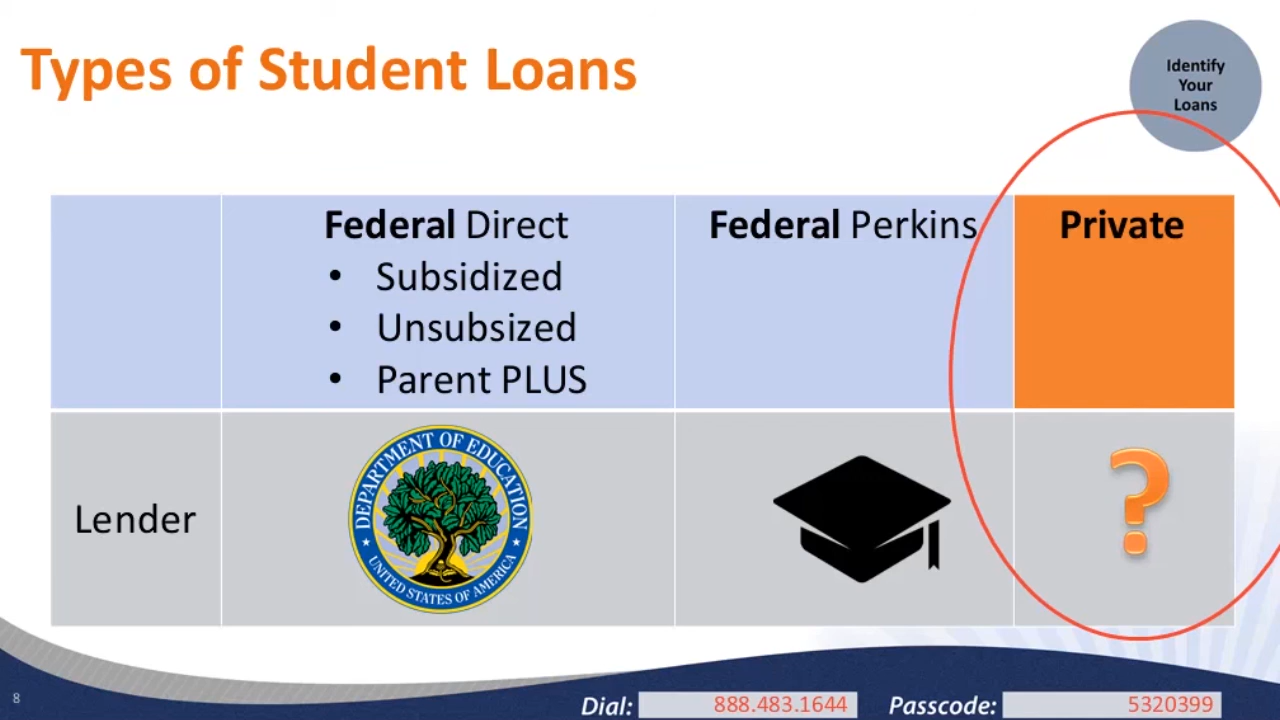 Types of Student Loans
Identify
Your
Loans
Federal Direct
• Subsidized
• Unsubsized
• Parent PLUS
Federal Perkins
Private
Lender
DEPARTMENT OF EDUCATION
UNITED STATES OF AMERICA
?
8
Dial: 888.483.1644 Passcode: 5320399